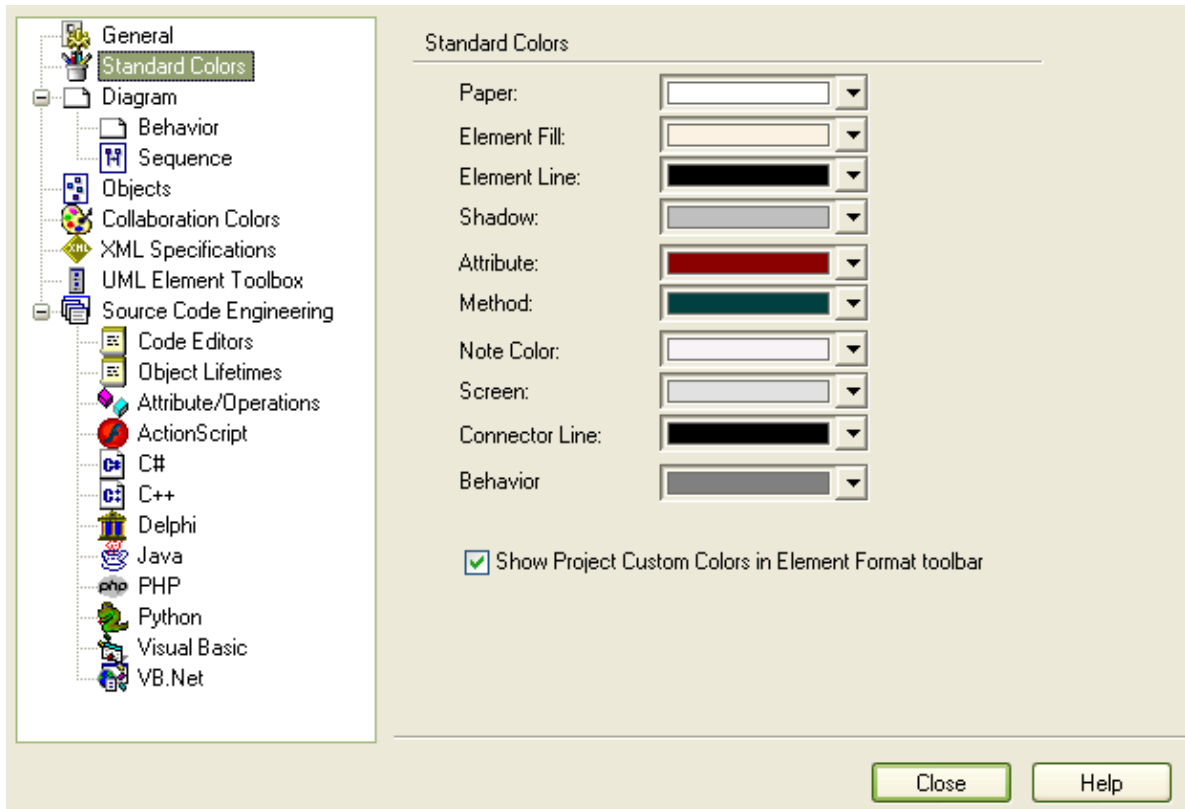 General
Standard Colors
Diagram
Behavior
Sequence
Objects
Collaboration Colors
XML Specifications
UML Element Toolbox
Source Code Engineering
Code Editors
Object Lifetimes
Attribute/Operations
ActionScript
C#
C++
Delphi
Java
php PHP
Python
Visual Basic
VB.Net
Standard Colors
Paper:
Element Fill:
Element Line:
Shadow:
Attribute:
Method:
Note Color:
Screen:
Connector Line:
Behavior
Show Project Custom Colors in Element Format toolbar
Close
Help